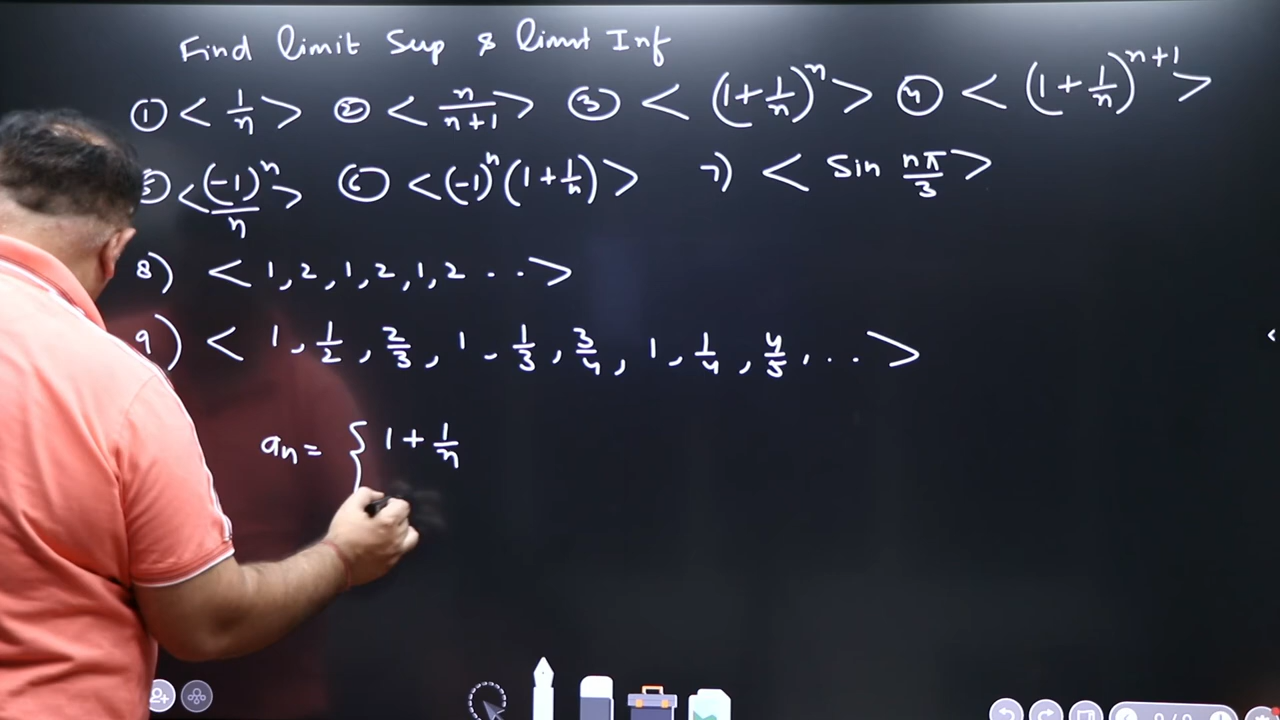 Find limit Sup & limit Inf
① < 1/n > ② < n/n+1 > ③ < (1+1/n)^n > ④ < (1+1/n)^n+1 >
5 < (-1)^n/n > ⑥ < (-1)^n (1+1/n) > 7) < Sin nπ/3 >
8) < 1,2,1,2,1,2 ... >
9) < 1, 1/2, 2/3, 1, 1/3, 3/4, 1, 1/4, 4/5, ... >
an = { 1 + 1/n